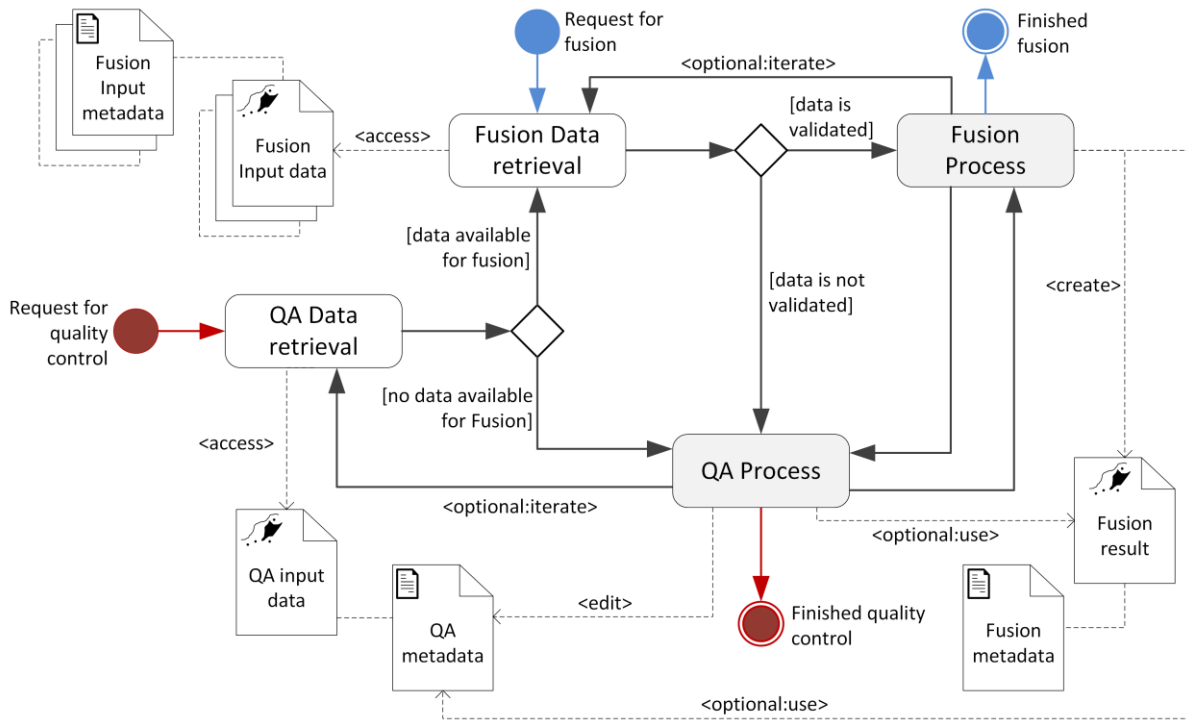 Request for
fusion
Finished
fusion
Fusion
Input
metadata
<optional:iterate>
[data is
validated]
Fusion
Input data
<access>
Fusion Data
retrieval
Fusion
Process
[data available
for fusion]
[data is not
validated]
<create>
Request for
quality
control
QA Data
retrieval
[no data available
for Fusion]
<access>
QA Process
<optional:iterate>
<optional:use>
Fusion
result
QA input
data
<edit>
QA
metadata
Finished quality
control
Fusion
metadata
<optional:use>